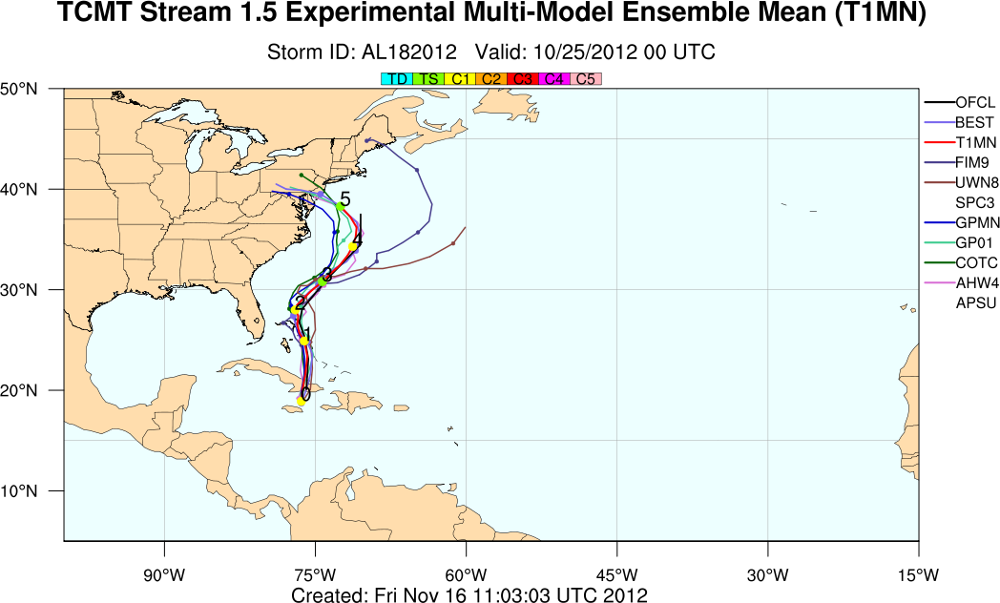 TCMT Stream 1.5 Experimental Multi-Model Ensemble Mean (T1MN)
Storm ID: AL182012 Valid: 10/25/2012 00 UTC
TD TS C1 C2 C3 C4 C5
50°N
40°N
30°N
20°N
10°N
5
4
3
2
1
0
OFCL
BEST
T1MN
FIM9
UWN8
SPC3
GPMN
GP01
COTC
AHW4
APSU
90°W 75°W 60°W 45°W 30°W 15°W
Created: Fri Nov 16 11:03:03 UTC 2012